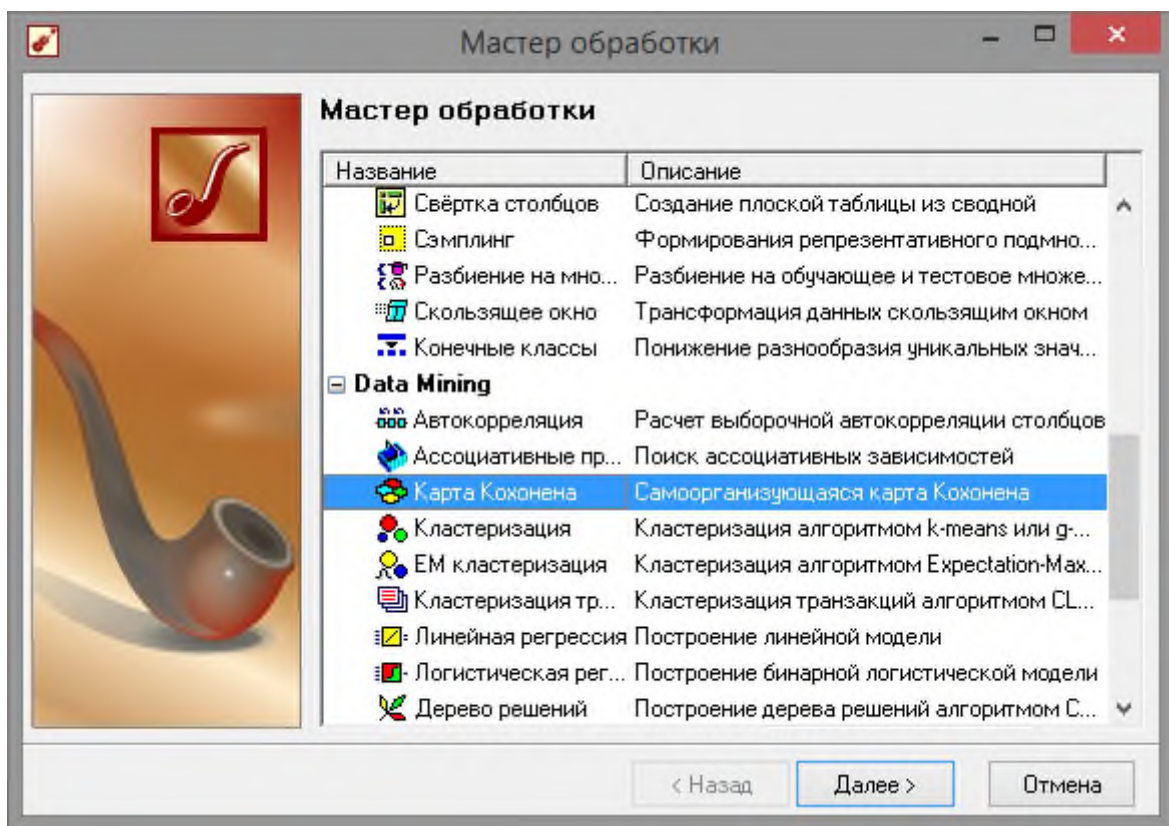 Мастер обработки
Мастер обработки
Название Описание
Свёртка столбцов Создание плоской таблицы из сводной
Сэмплинг Формирования репрезентативного подмно...
Разбиение на мно... Разбиение на обучающее и тестовое множе...
Скользящее окно Трансформация данных скользящим окном
Конечные классы Понижение разнообразия уникальных знач...
Data Mining
Автокорреляция Расчет выборочной автокорреляции столбцов
Ассоциативные пр... Поиск ассоциативных зависимостей
Карта Кохонена Самоорганизующаяся карта Кохонена
Кластеризация Кластеризация алгоритмом k-means или g-...
EM кластеризация Кластеризация алгоритмом Expectation-Max...
Кластеризация тр... Кластеризация транзакций алгоритмом CL...
Линейная регрессия Построение линейной модели
Логистическая рег... Построение бинарной логистической модели
Дерево решений Построение дерева решений алгоритмом C...
< Назад Далее > Отмена